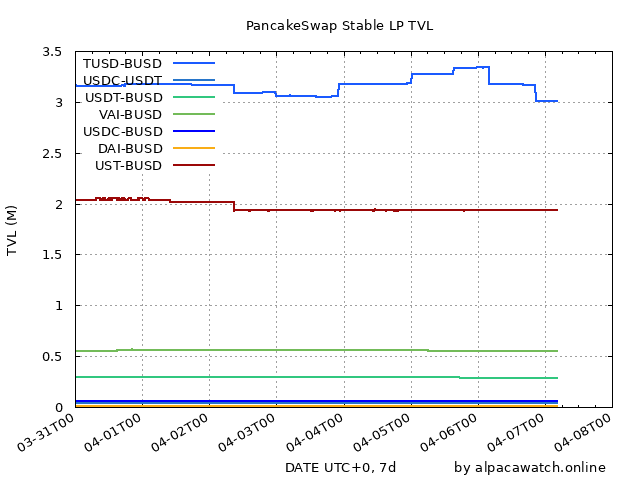 PancakeSwap Stable LP TVL
TVL (M)
3.5
3
2.5
2
1.5
1
0.5
0
TUSD-BUSD
USDC-USDT
USDT-BUSD
VAI-BUSD
USDC-BUSD
DAI-BUSD
UST-BUSD
03-31T00
04-01T00
04-02T00
04-03T00
04-04T00
04-05T00
04-06T00
04-07T00
04-08T00
DATE UTC+0, 7d
by alpacawatch.online